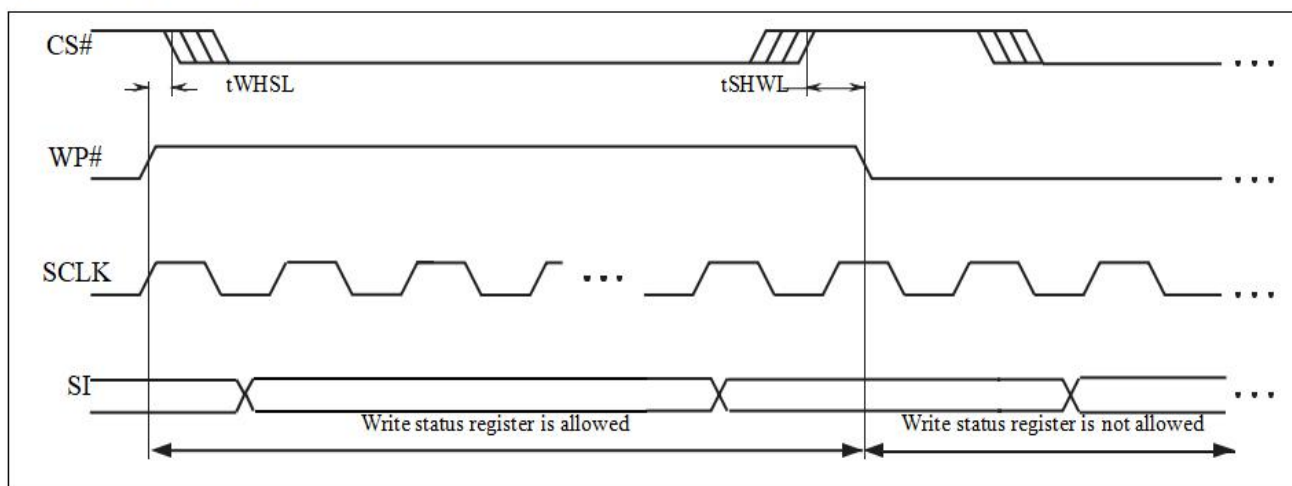 CS#
tWHSL
tSHWL
WP#
SCLK
SI
Write status register is allowed
Write status register is not allowed